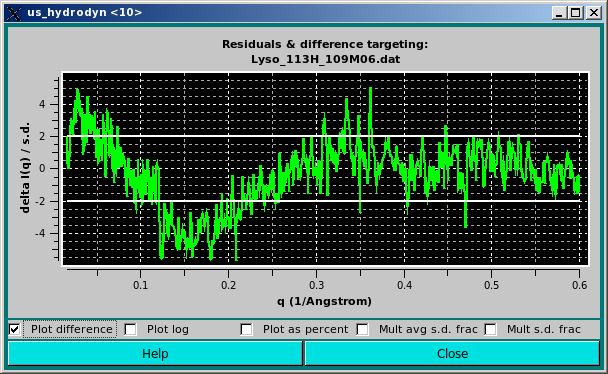 us_hydrodyn <10>
Residuals & difference targeting:
Lyso_113H_109M06.dat
delta I(q) / s.d.
4
2
0
-2
-4
0.1 0.2 0.3 0.4 0.5 0.6
q (1/Angstrom)
Plot difference Plot log Plot as percent Mult avg s.d. frac Mult s.d. frac
Help Close